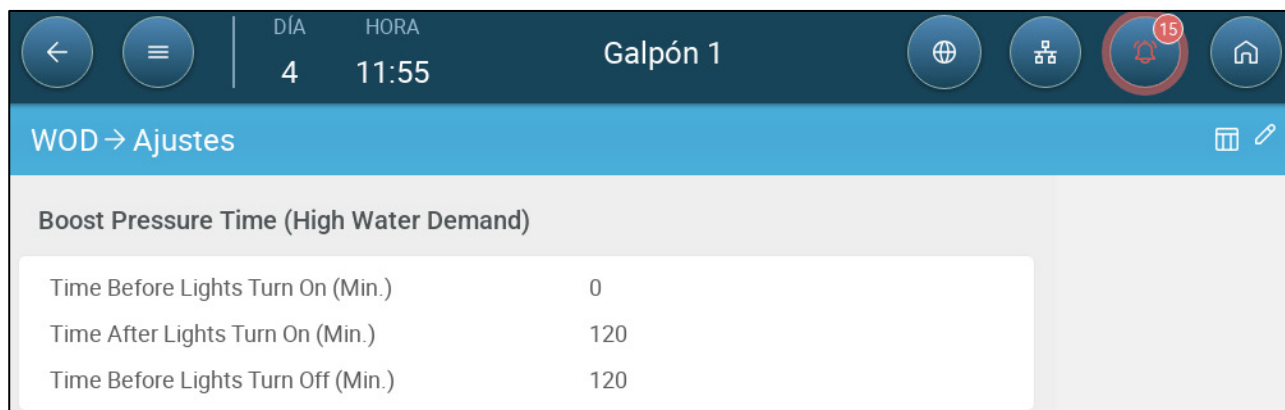 DÍA HORA
4 11:55
Galpón 1
15
WOD → Ajustes
Boost Pressure Time (High Water Demand)
Time Before Lights Turn On (Min.) 0
Time After Lights Turn On (Min.) 120
Time Before Lights Turn Off (Min.) 120